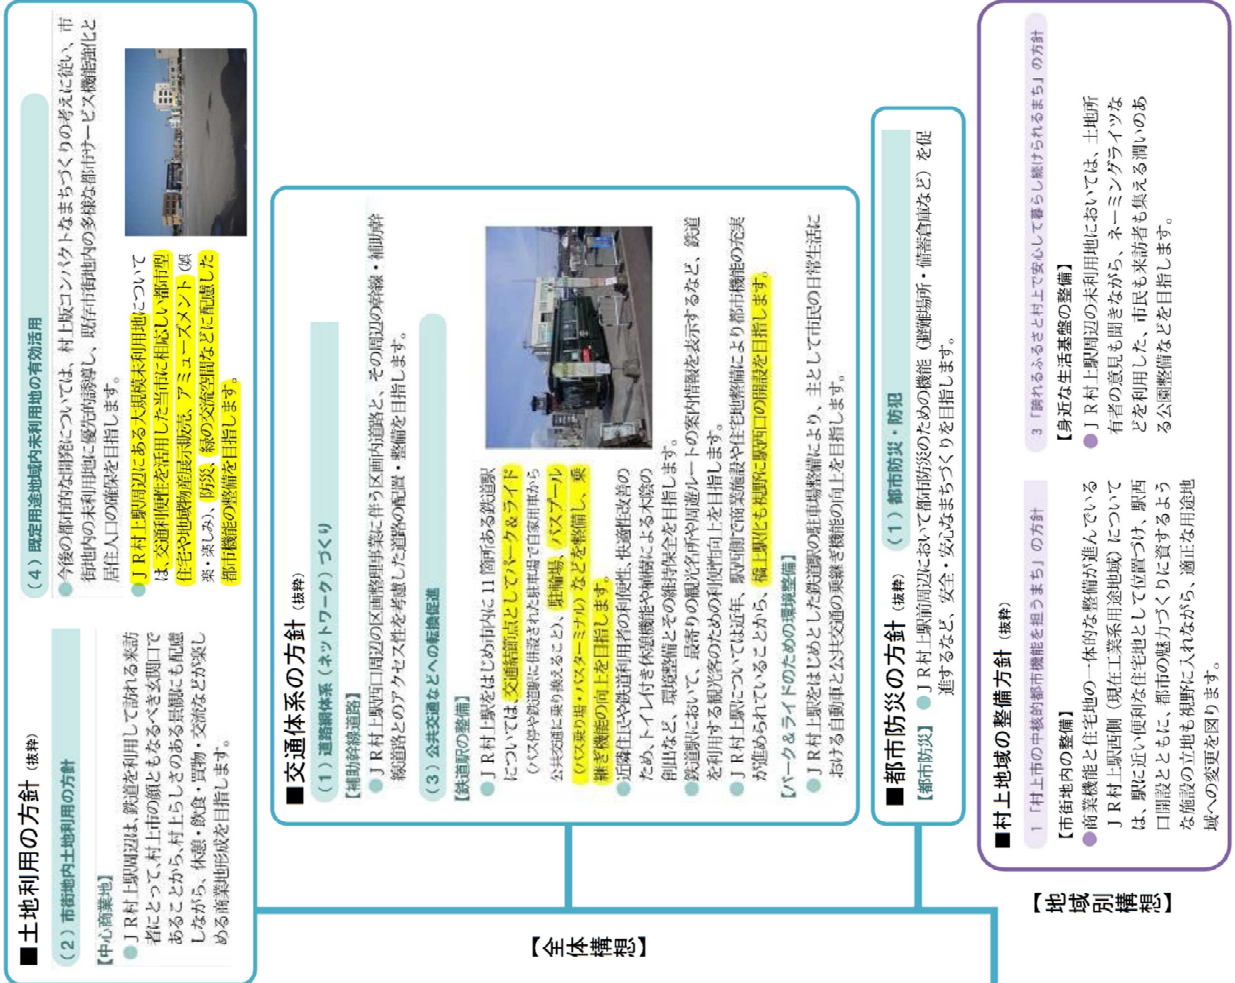 【全体構想】
■土地利用の方針（抜粋）
（2）市街地内土地利用の方針
【中心商業地】
●ＪＲ村上駅周辺は、鉄道を利用して訪れる来訪
者にとって、村上市の顔ともなるべき玄関口で
あることから、村上らしさのある景観にも配慮
しながら、休憩・飲食・買物・交流などが楽し
める商業地形成を目指します。
（4）既定用途地域内未利用地の有効活用
●今後の都市的な開発については、村上版コンパクトなまちづくりの考えに従い、市
街地内の未利用地に優先的誘導し、既存市街地内の多様な都市サービス機能強化と
居住人口の確保を目指します。
●ＪＲ村上駅周辺にある大規模未利用地について
は、交通利便性を活用した当市に相応しい都市型
住宅や地域物産展示販売、アミューズメント（娯
楽・楽しみ）、防災、緑の交流空間などに配慮した
都市機能の整備を目指します。
■交通体系の方針（抜粋）
（1）道路網体系（ネットワーク）づくり
【補助幹線道路】
●ＪＲ村上駅西口周辺の区画整理事業に伴う区画内道路と、その周辺の幹線・補助幹
線道路とのアクセス性を考慮した道路の配置・整備を目指します。
（3）公共交通などへの転換促進
【鉄道駅の整備】
●ＪＲ村上駅をはじめ市内に 11 箇所ある鉄道駅
については、交通結節点としてパーク＆ライド
（バス停や鉄道駅に併設された駐車場で自家用車から
公共交通に乗り換えること）、駐輪場、バスプール
（バス乗り場・バスターミナル）などを整備し、乗
継ぎ機能の向上を目指します。
●近隣住民や鉄道利用者の利便性、快適性改善の
ため、トイレ付き休憩機能や植樹による木陰の
創出など、環境整備とその維持保全を目指します。
●鉄道駅において、最寄りの観光名所や周遊ルートの案内情報を表示するなど、鉄道
を利用する観光客のための利便性向上を目指します。
●ＪＲ村上駅については近年、駅西側で商業施設や住宅地整備により都市機能の充実
が進められていることから、橋上駅化も視野に駅西口の開設を目指します。
【パーク＆ライドのための環境整備】
●ＪＲ村上駅をはじめとした鉄道駅の駐車場整備により、主として市民の日常生活に
おける自動車と公共交通の乗継ぎ機能の向上を目指します。
■都市防災の方針（抜粋）
（1）都市防災・防犯
【都市防災】
●ＪＲ村上駅前周辺において都市防災のための機能（避難場所・備蓄倉庫など）を促
進するなど、安全・安心なまちづくりを目指します。
【地域別構想】
■村上地域の整備方針（抜粋）
1「村上市の中核的都市機能を担うまち」の方針
【市街地内の整備】
●商業機能と住宅地の一体的な整備が進んでいる
ＪＲ村上駅西側（現在工業系用途地域）について
は、駅に近い便利な住宅地として位置づけ、駅西
口開設とともに、都市の魅力づくりに資するよう
な施設の立地も視野に入れながら、適正な用途地
域への変更を図ります。
3「誇れるふるさと村上で安心して暮らし続けられるまち」の方針
【身近な生活基盤の整備】
●ＪＲ村上駅周辺の未利用地においては、土地所
有者の意見も聞きながら、ネーミングライツな
どを利用した、市民も来訪者も集える潤いのあ
る公園整備などを目指します。